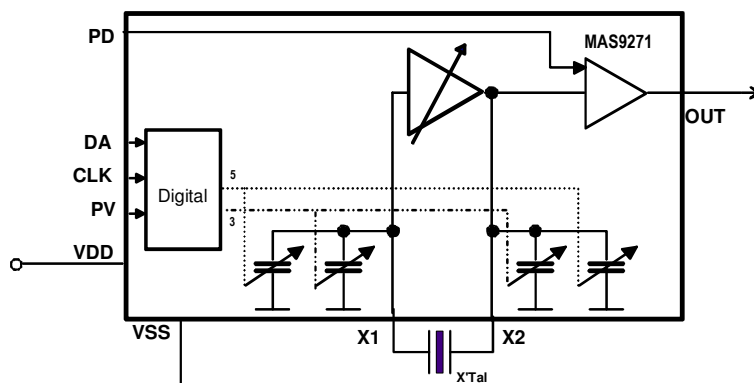 PD
MAS9271
OUT
DA
CLK
PV
Digital
5
3
VDD
VSS
X1
X2
X'Tal